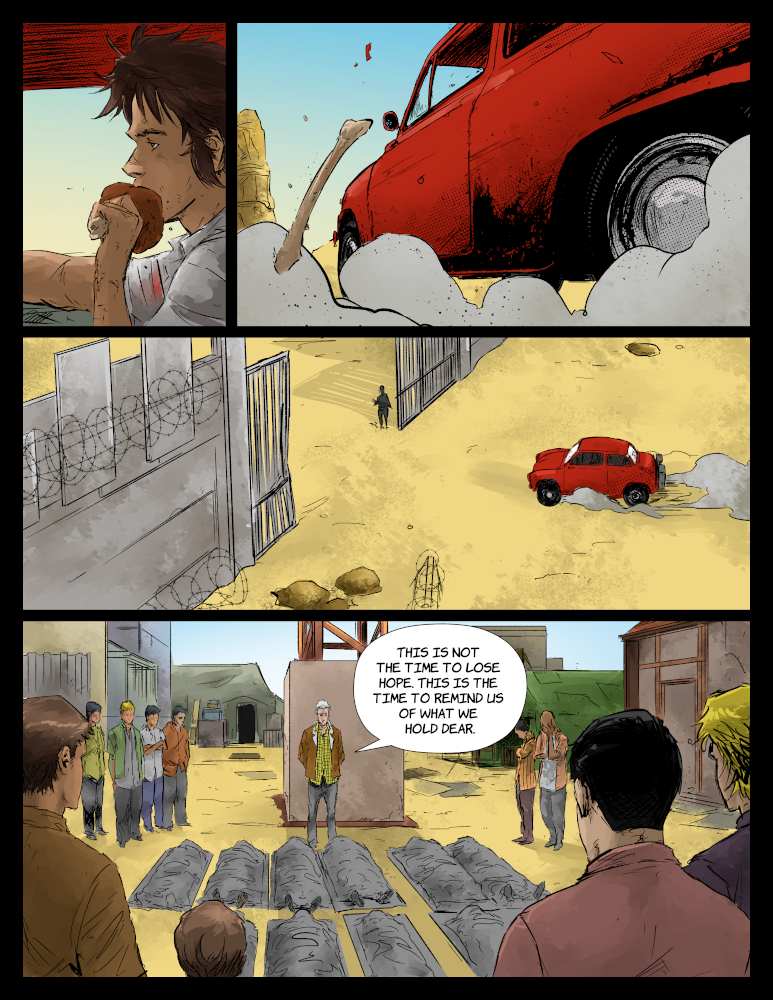 THIS IS NOT
THE TIME TO LOSE
HOPE. THIS IS THE
TIME TO REMIND US
OF WHAT WE
HOLD DEAR.